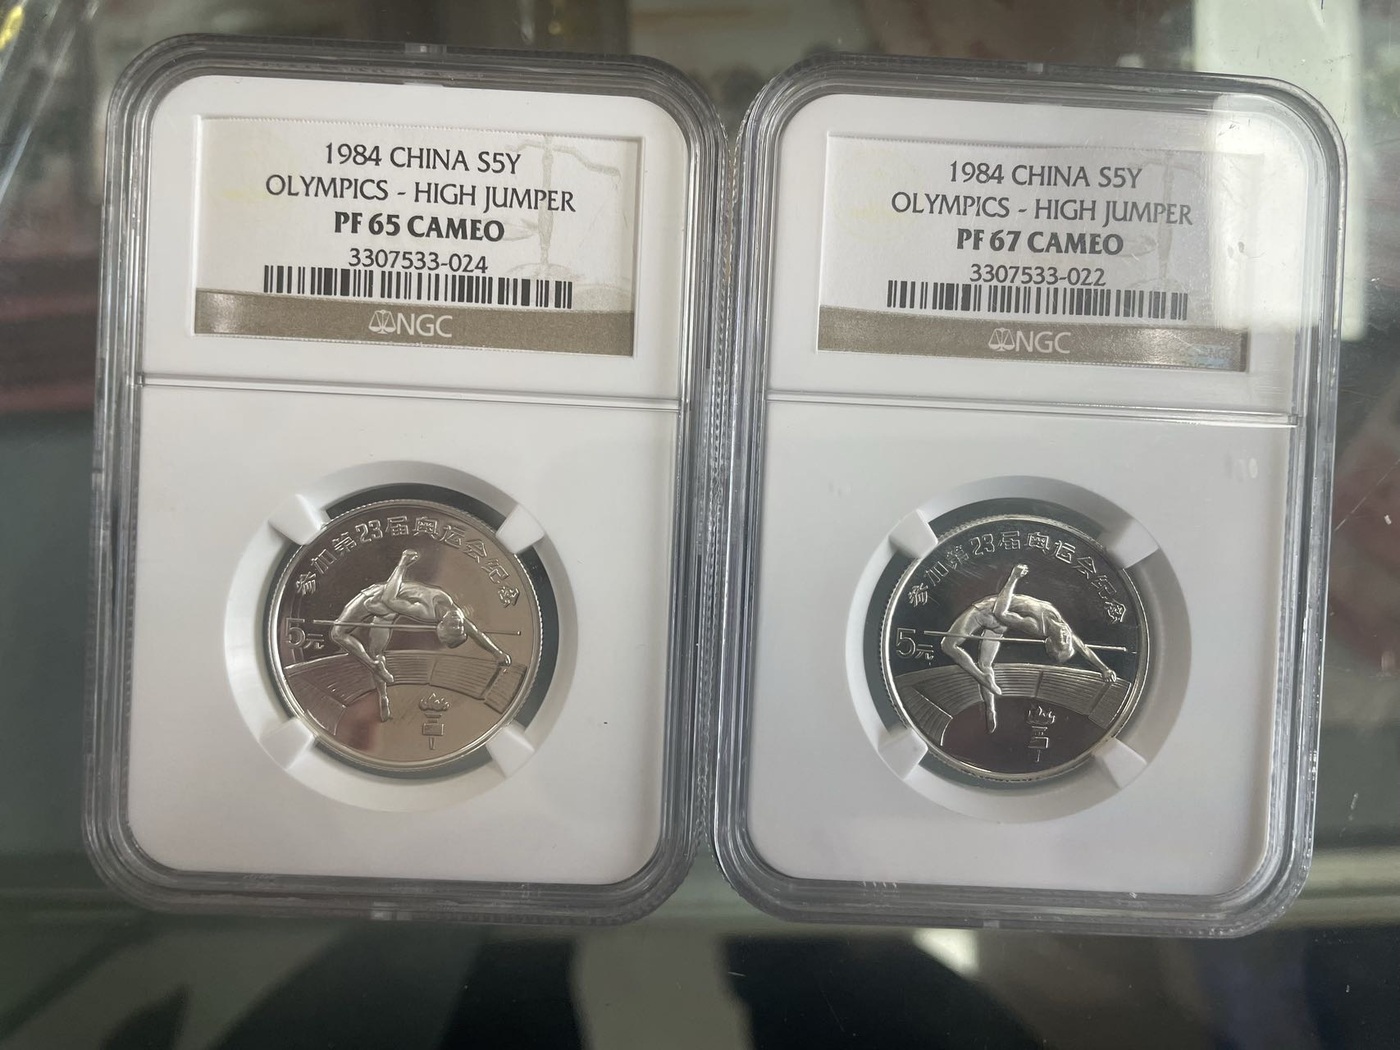 1984 CHINA S5Y
OLYMPICS - HIGH JUMPER
PF 65 CAMEO
3307533-024
NGC
参加第23届奥运会纪念
5元
1984 CHINA S5Y
OLYMPICS - HIGH JUMPER
PF 67 CAMEO
3307533-022
NGC
参加第23届奥运会纪念
5元